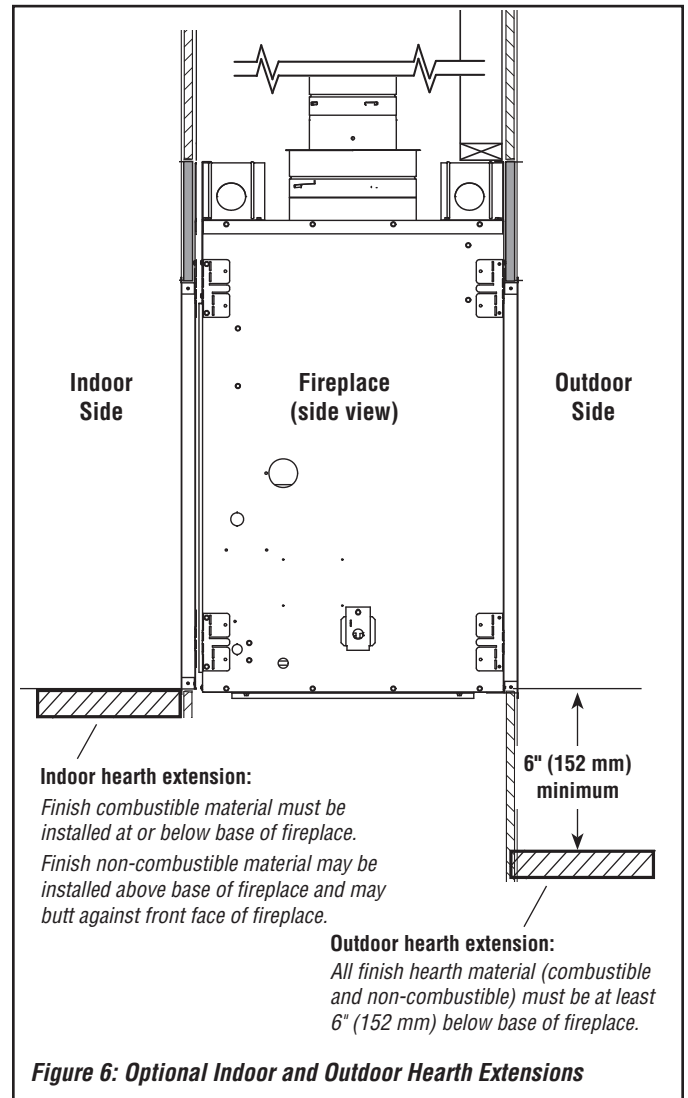 Indoor
Side
Fireplace
(side view)
Outdoor
Side
6" (152 mm)
minimum
Indoor hearth extension:
Finish combustible material must be
installed at or below base of fireplace.
Finish non-combustible material may be
installed above base of fireplace and may
butt against front face of fireplace.
Outdoor hearth extension:
All finish hearth material (combustible
and non-combustible) must be at least
6" (152 mm) below base of fireplace.
Figure 6: Optional Indoor and Outdoor Hearth Extensions